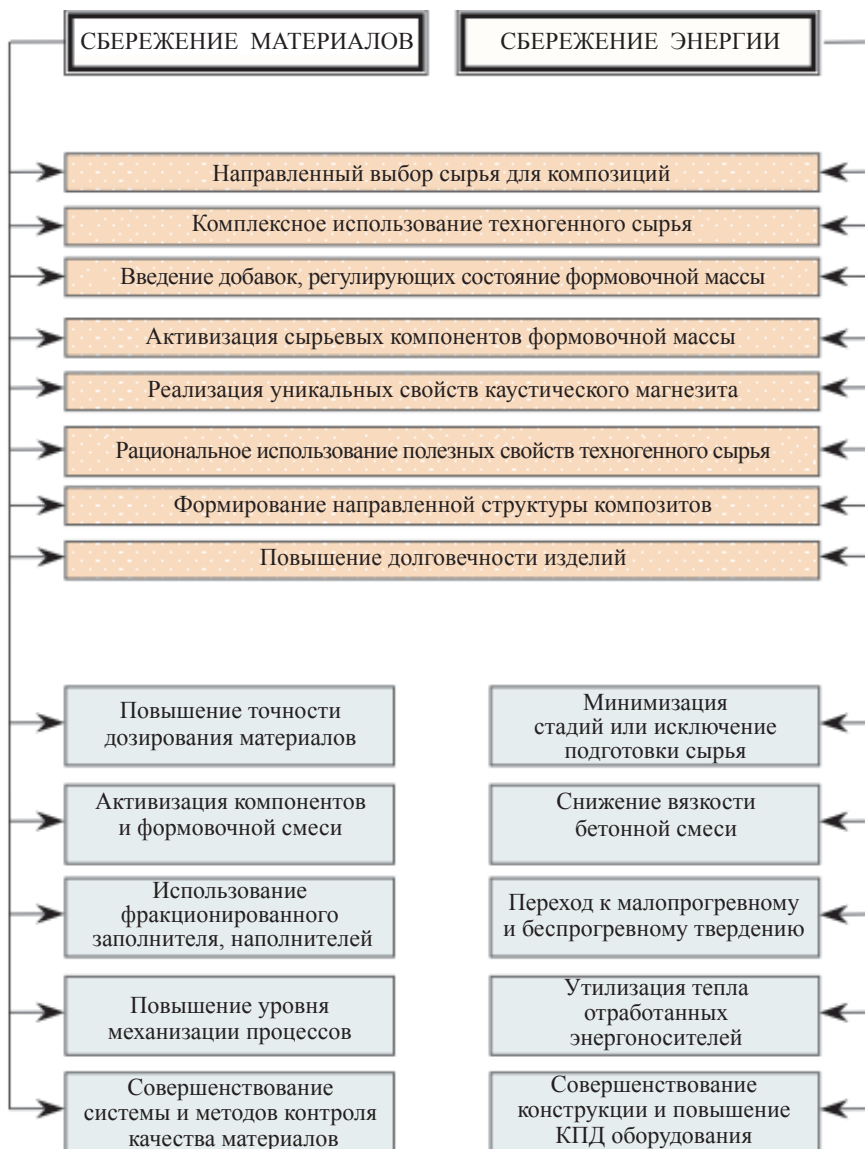 СБЕРЕЖЕНИЕ МАТЕРИАЛОВ
СБЕРЕЖЕНИЕ ЭНЕРГИИ
Направленный выбор сырья для композиций
Комплексное использование техногенного сырья
Введение добавок, регулирующих состояние формовочной массы
Активизация сырьевых компонентов формовочной массы
Реализация уникальных свойств каустического магнезита
Рациональное использование полезных свойств техногенного сырья
Формирование направленной структуры композитов
Повышение долговечности изделий
Повышение точности
дозирования материалов
Минимизация
стадий или исключение
подготовки сырья
Активизация компонентов
и формовочной смеси
Снижение вязкости
бетонной смеси
Использование
фракционированного
заполнителя, наполнителей
Переход к малопрогревному
и беспрогревному твердению
Повышение уровня
механизации процессов
Утилизация тепла
отработанных
энергоносителей
Совершенствование
системы и методов контроля
качества материалов
Совершенствование
конструкции и повышение
КПД оборудования